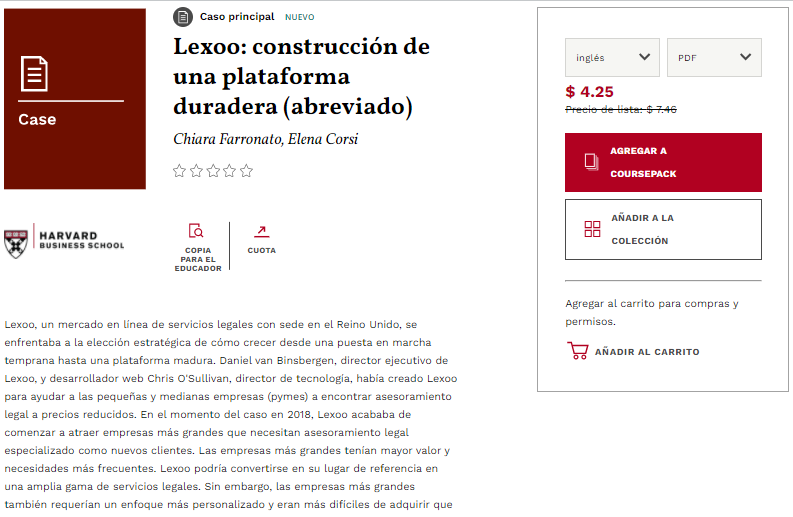 Case
Caso principal NUEVO
Lexoo: construcción de
una plataforma
duradera (abreviado)
Chiara Farronato, Elena Corsi
HARVARD
BUSINESS SCHOOL
COPIA
PARA EL
EDUCADOR
CUOTA
Lexoo, un mercado en línea de servicios legales con sede en el Reino Unido, se
enfrentaba a la elección estratégica de cómo crecer desde una puesta en marcha
temprana hasta una plataforma madura. Daniel van Binsbergen, director ejecutivo de
Lexoo, y desarrollador web Chris O'Sullivan, director de tecnología, había creado Lexoo
para ayudar a las pequeñas y medianas empresas (pymes) a encontrar asesoramiento
legal a precios reducidos. En el momento del caso en 2018, Lexoo acababa de
comenzar a atraer empresas más grandes que necesitan asesoramiento legal
especializado como nuevos clientes. Las empresas más grandes tenían mayor valor y
necesidades más frecuentes. Lexoo podría convertirse en su lugar de referencia en
una amplia gama de servicios legales. Sin embargo, las empresas más grandes
también requerían un enfoque más personalizado y eran más difíciles de adquirir que
inglés
PDF
$ 4.25
Precio de lista: $ 7.46
AGREGAR A
COURSEPACK
AÑADIR A LA
COLECCIÓN
Agregar al carrito para compras y
permisos.
AÑADIR AL CARRITO